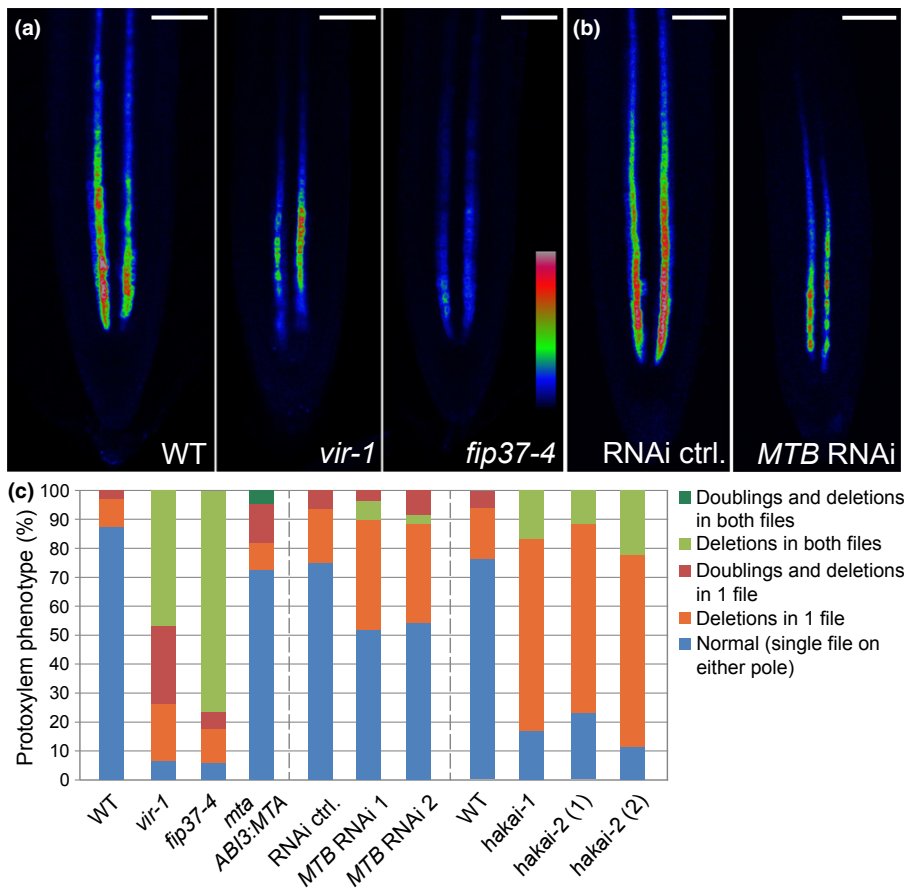 (a)
(b)
WT
vir-1
fip37-4
RNAi ctrl.
MTB RNAi
(c)
Protoxylem phenotype (%)
100
90
80
70
60
50
40
30
20
10
0
WT
vir-1
fip37-4
mta
ABI3:MTA
RNAi ctrl.
MTB RNAi 1
MTB RNAi 2
WT
hakai-1
hakai-2 (1)
hakai-2 (2)
Doublings and deletions
in both files
Deletions in both files
Doublings and deletions
in 1 file
Deletions in 1 file
Normal (single file on
either pole)